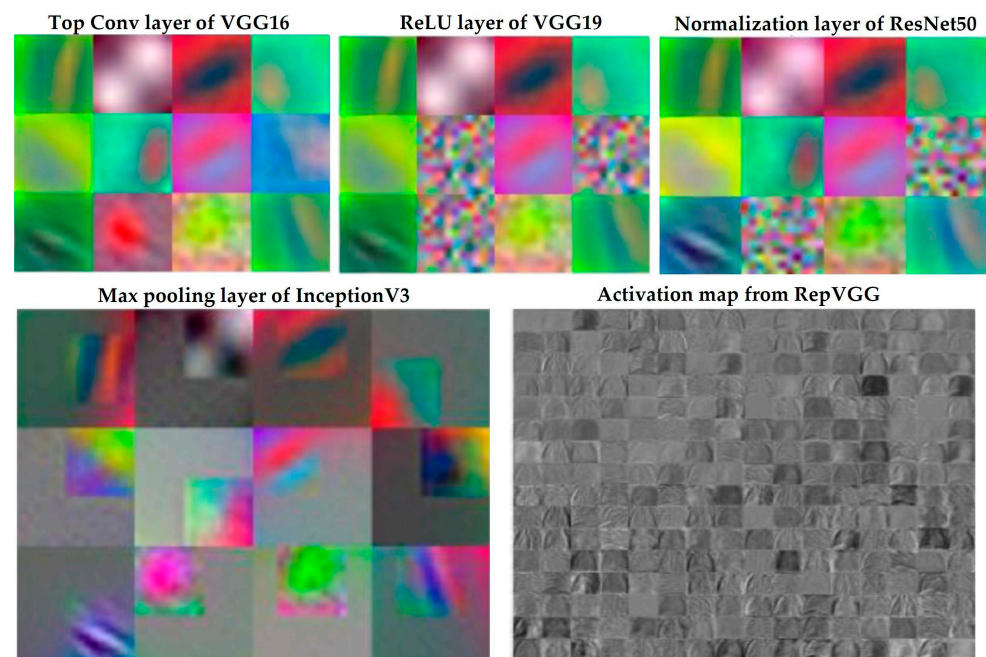 Top Conv layer of VGG16
ReLU layer of VGG19
Normalization layer of ResNet50
Max pooling layer of InceptionV3
Activation map from RepVGG